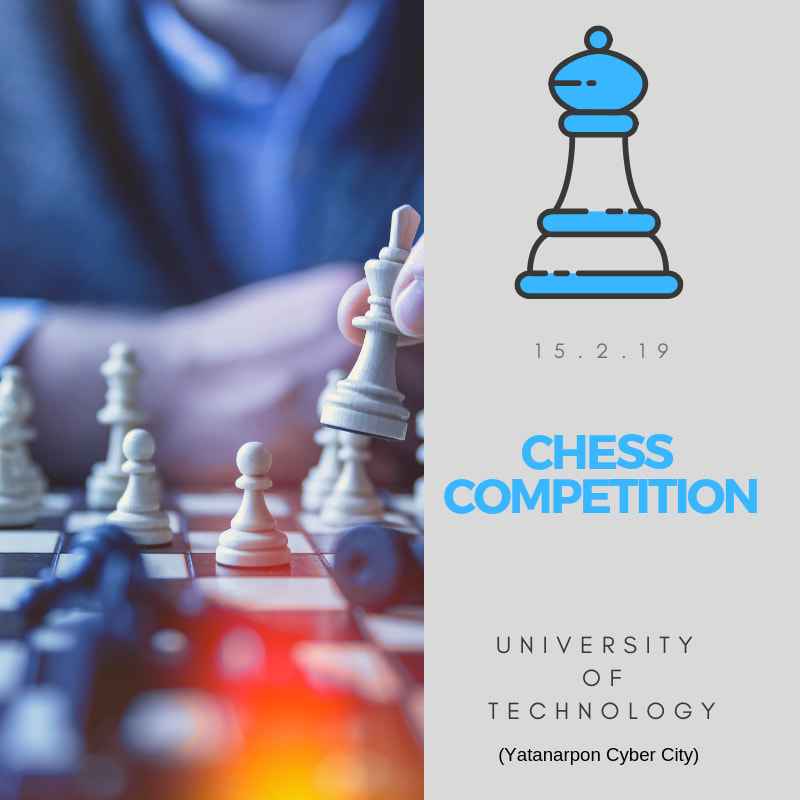 15.2.19
CHESS
COMPETITION
UNIVERSITY
OF
TECHNOLOGY
(Yatanarpon Cyber City)